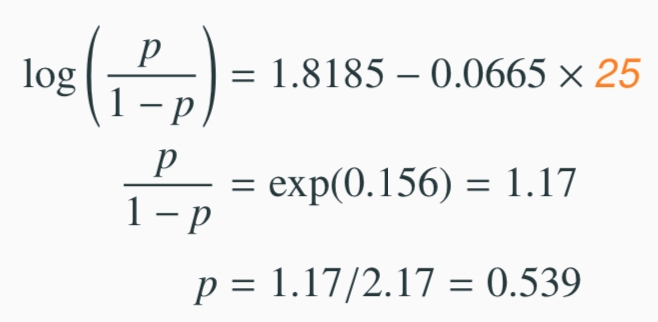 log(p / (1 − p)) = 1.8185 − 0.0665 × 25
p / (1 − p) = exp(0.156) = 1.17
p = 1.17/2.17 = 0.539